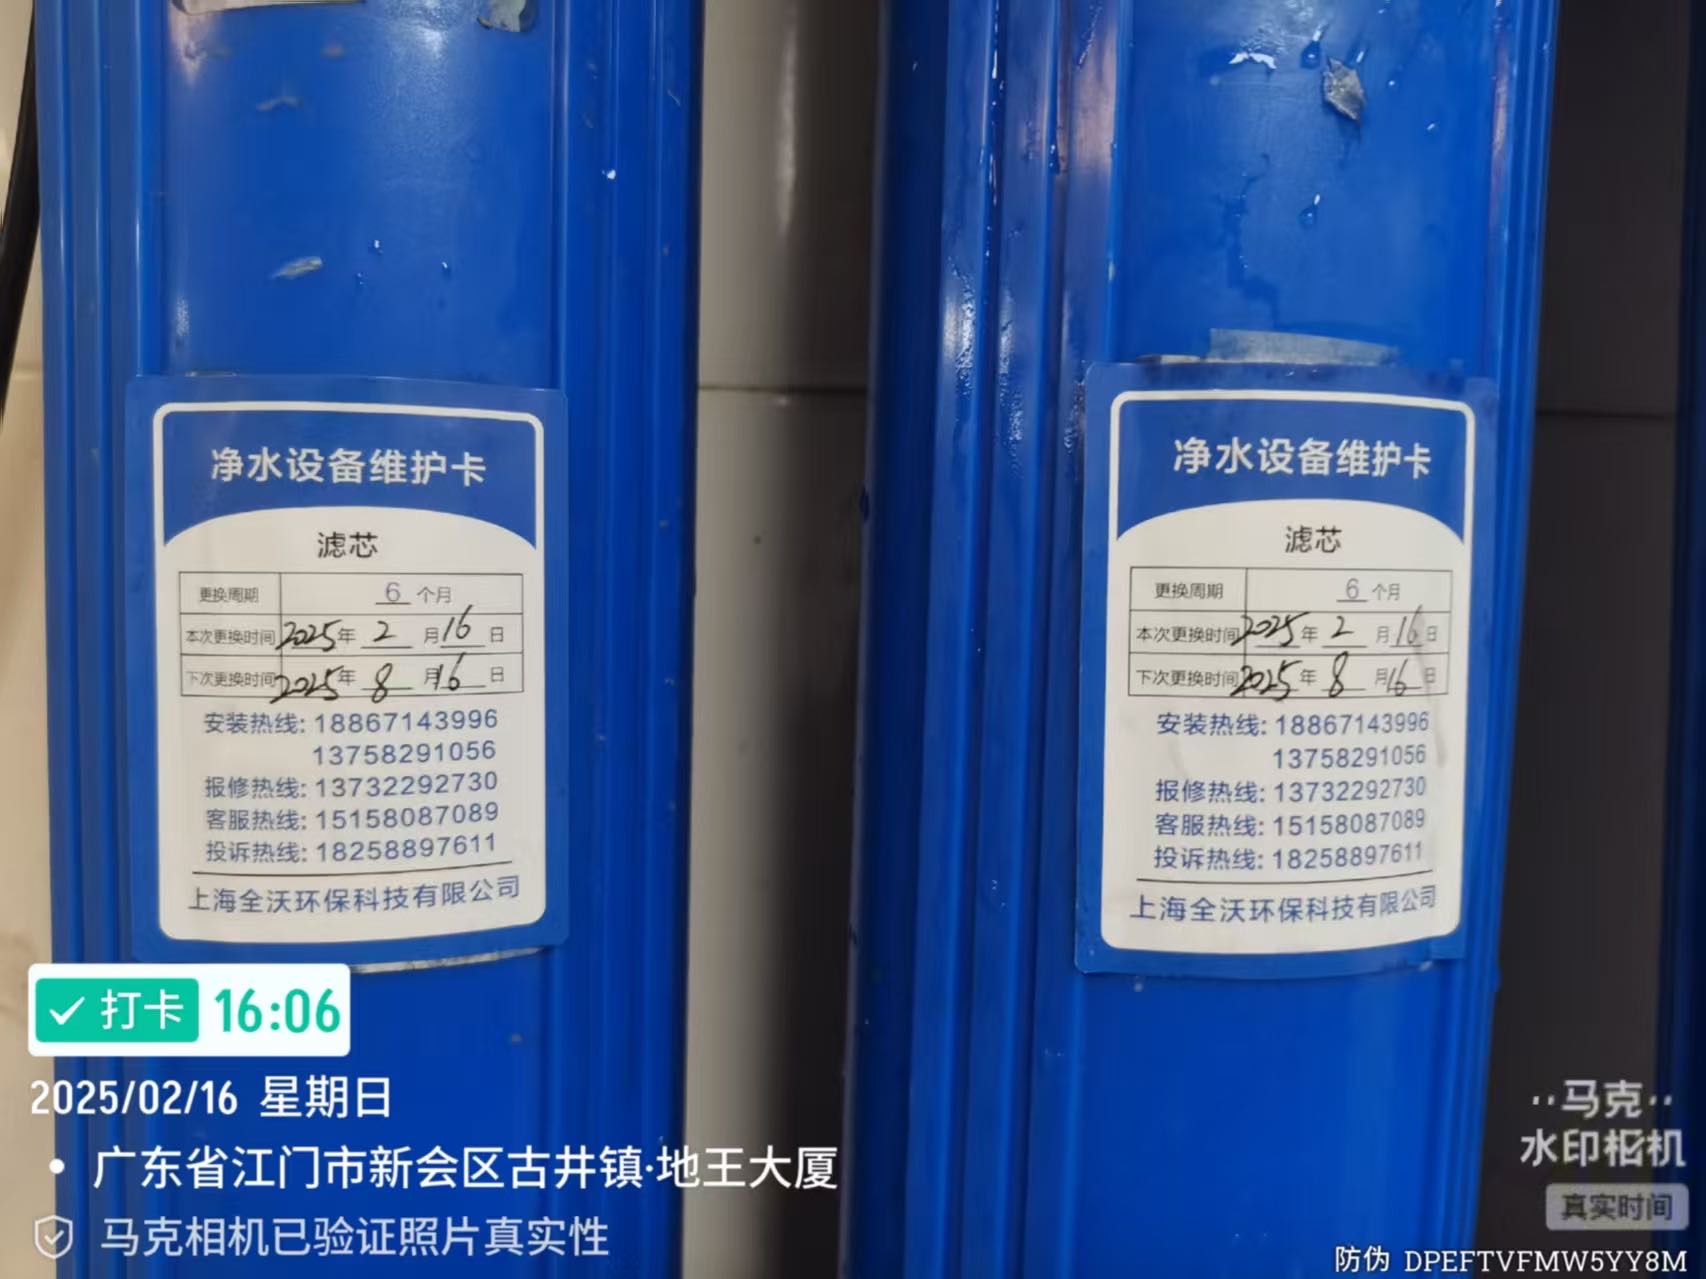 净水设备维护卡
滤芯
更换周期 6 个月
本次更换时间 2025年 2 月16日
下次更换时间 2025年 8 月16日
安装热线: 18867143996
13758291056
报修热线: 13732292730
客服热线: 15158087089
投诉热线: 18258897611
上海全沃环保科技有限公司
净水设备维护卡
滤芯
更换周期 6 个月
本次更换时间 2025年 2 月16日
下次更换时间 2025年 8 月16日
安装热线: 18867143996
13758291056
报修热线: 13732292730
客服热线: 15158087089
投诉热线: 18258897611
上海全沃环保科技有限公司
打卡 16:06
2025/02/16 星期日
广东省江门市新会区古井镇·地王大厦
马克相机已验证照片真实性
马克
水印相机
真实时间
防伪 DPEFTVFMW5YY8M